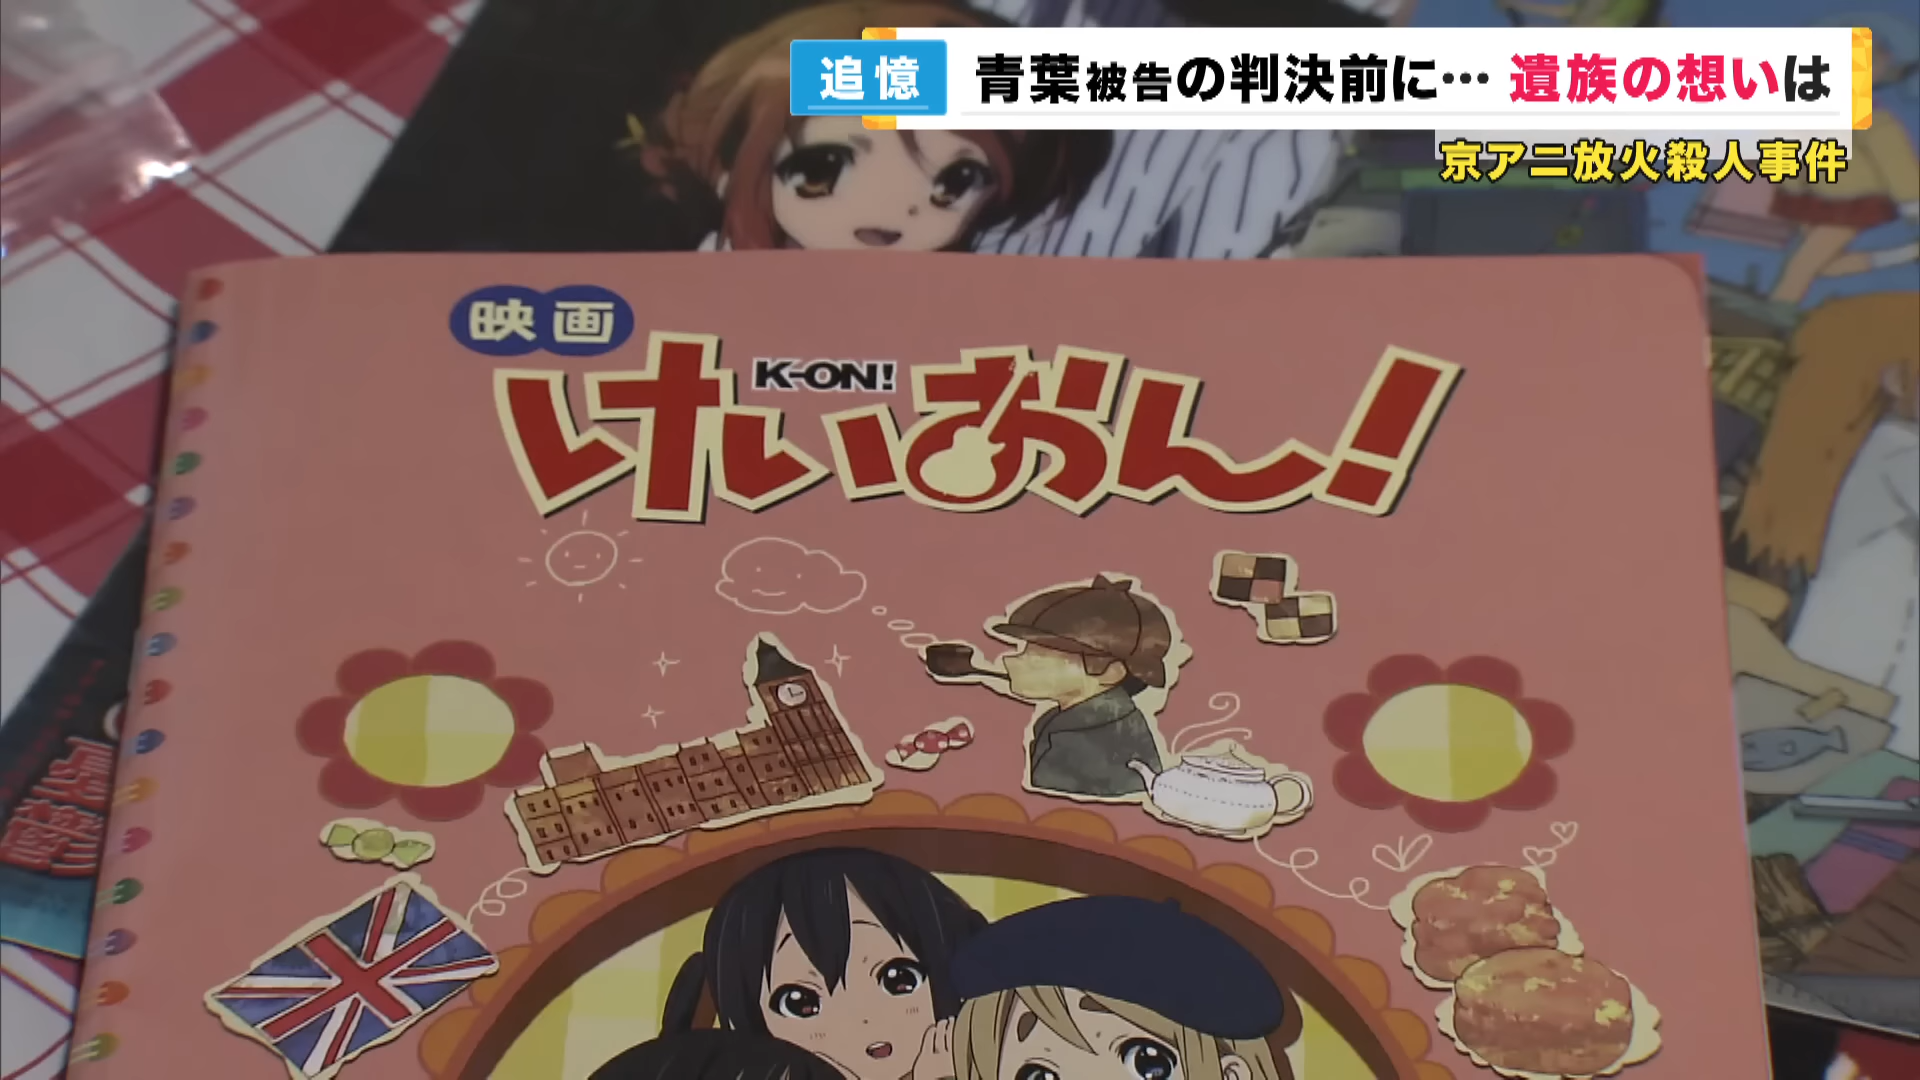 追憶 青葉被告の判決前に… 遺族の想いは
京アニ放火殺人事件
映画
けいおん!
K-ON!